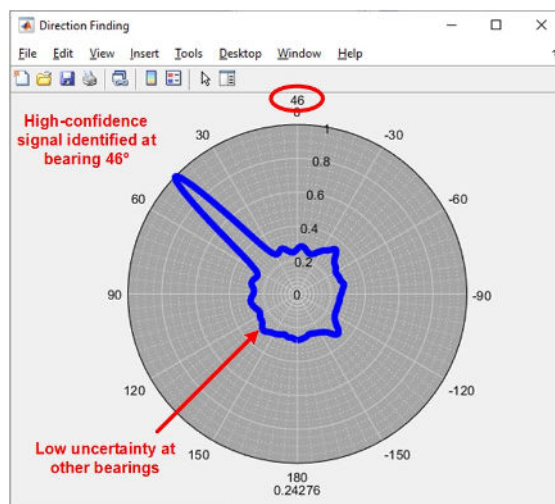 Direction Finding
File Edit View Insert Tools Desktop Window Help
46
High-confidence
signal identified at
bearing 46°
0
30
-30
1
0.8
60
-60
0.6
0.4
0.2
90
0
-90
120
-120
Low uncertainty at
other bearings
150
-150
180
0.24276